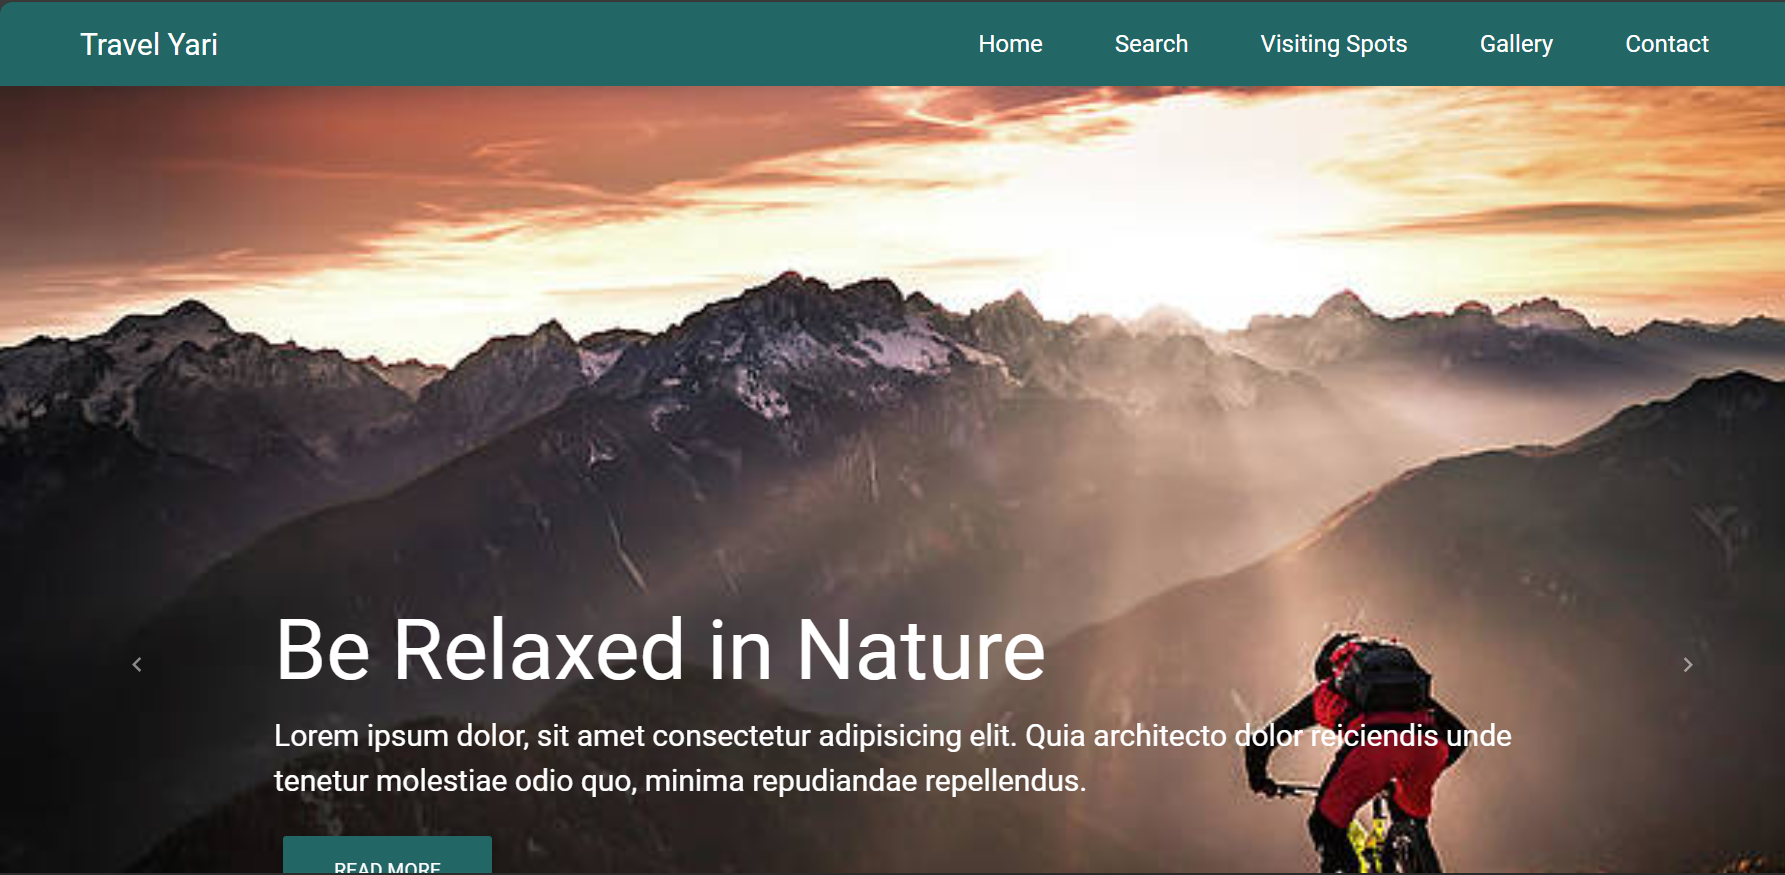 Travel Yari
Home
Search
Visiting Spots
Gallery
Contact
Be Relaxed in Nature
Lorem ipsum dolor, sit amet consectetur adipisicing elit. Quia architecto dolor reiciendis unde
tenetur molestiae odio quo, minima repudiandae repellendus.
READ MORE